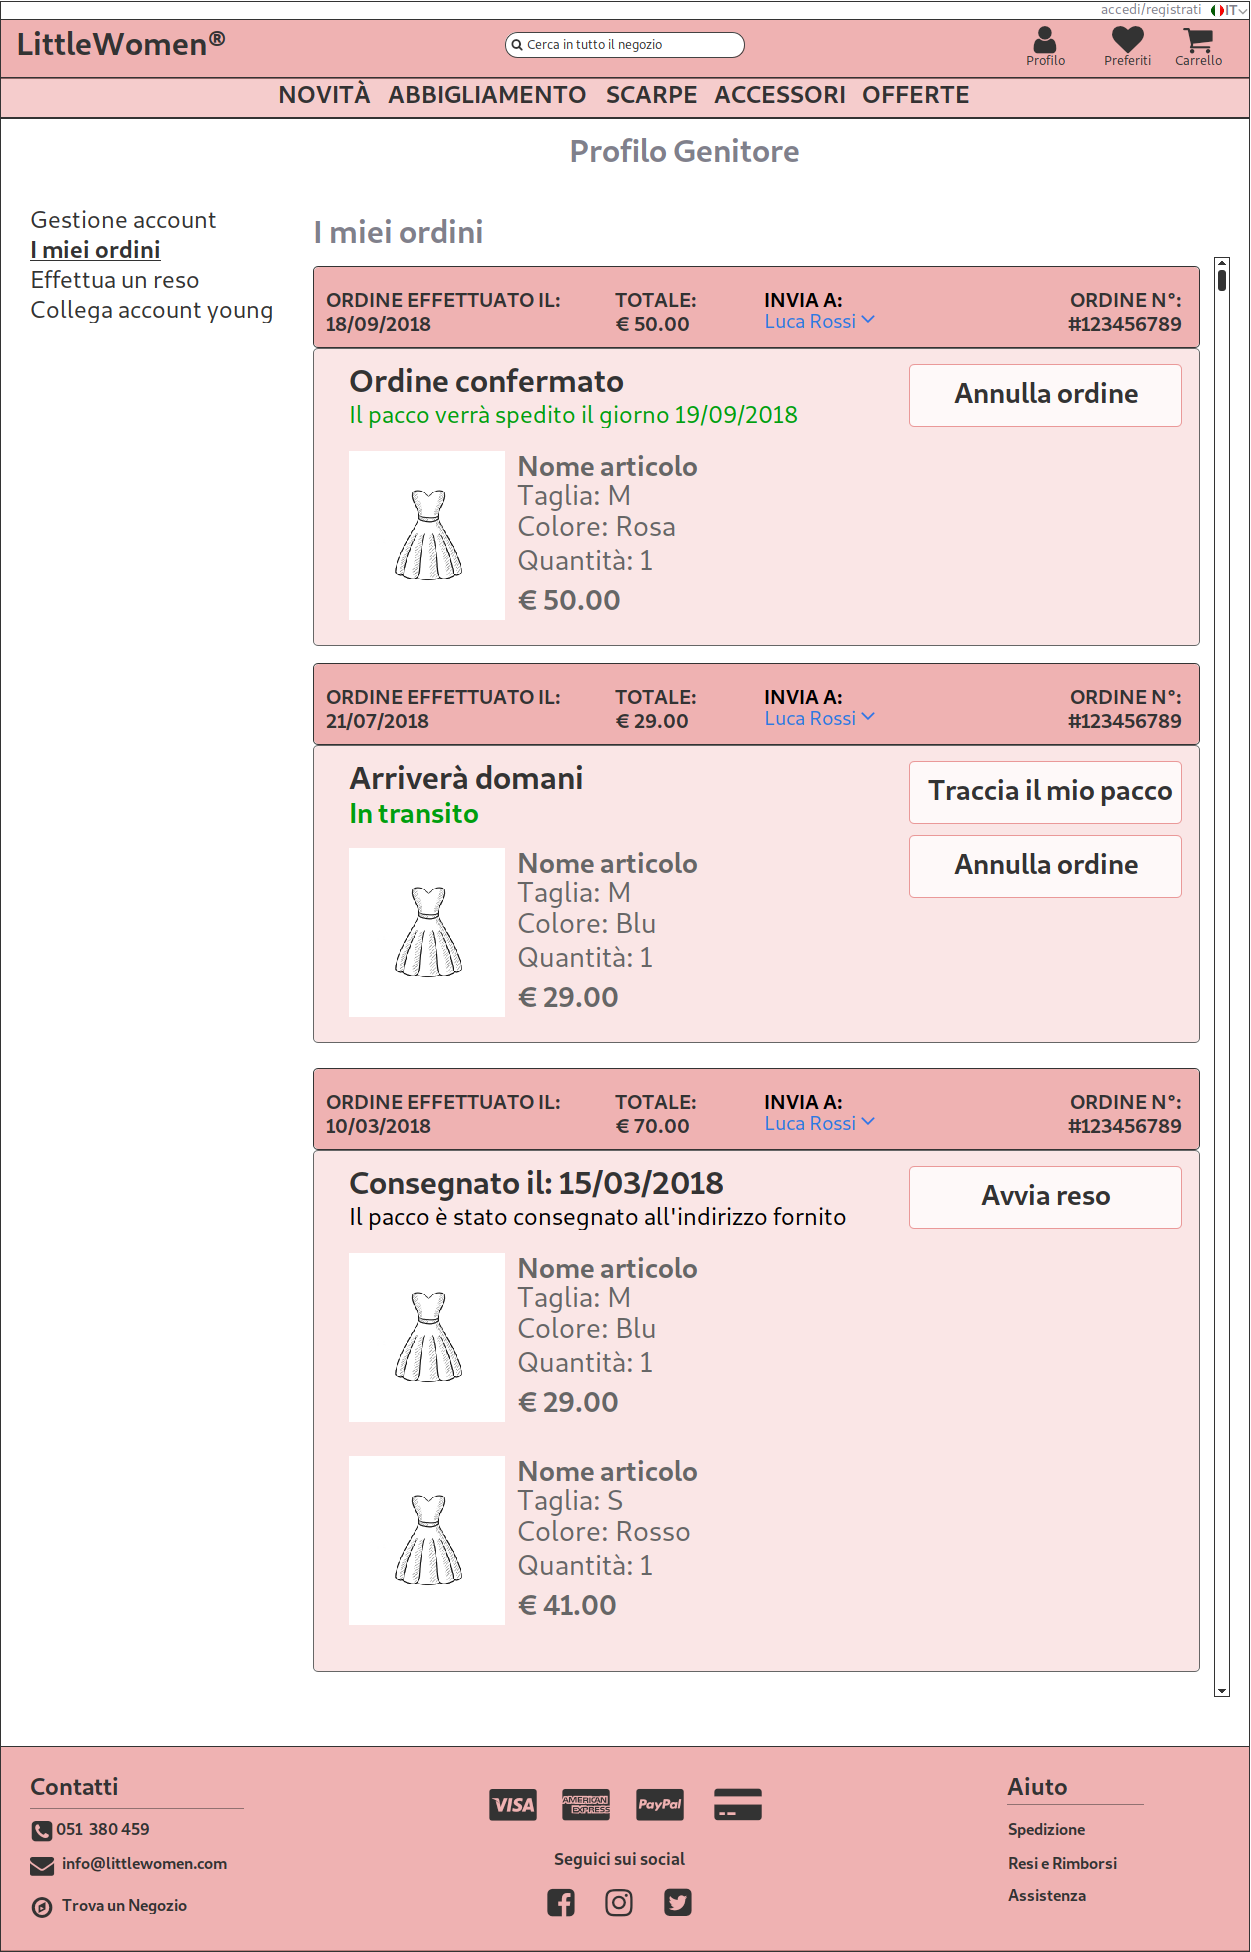 accedi/registrati IT
LittleWomen®
Cerca in tutto il negozio
Profilo Preferiti Carrello
NOVITÀ ABBIGLIAMENTO SCARPE ACCESSORI OFFERTE
Profilo Genitore
Gestione account
I miei ordini
Effettua un reso
Collega account young
I miei ordini
ORDINE EFFETTUATO IL: TOTALE: INVIA A: ORDINE N°:
18/09/2018 € 50.00 Luca Rossi #123456789
Ordine confermato
Il pacco verrà spedito il giorno 19/09/2018
Annulla ordine
Nome articolo
Taglia: M
Colore: Rosa
Quantità: 1
€ 50.00
ORDINE EFFETTUATO IL: TOTALE: INVIA A: ORDINE N°:
21/07/2018 € 29.00 Luca Rossi #123456789
Arriverà domani
In transito
Traccia il mio pacco
Annulla ordine
Nome articolo
Taglia: M
Colore: Blu
Quantità: 1
€ 29.00
ORDINE EFFETTUATO IL: TOTALE: INVIA A: ORDINE N°:
10/03/2018 € 70.00 Luca Rossi #123456789
Consegnato il: 15/03/2018
Il pacco è stato consegnato all'indirizzo fornito
Avvia reso
Nome articolo
Taglia: M
Colore: Blu
Quantità: 1
€ 29.00
Nome articolo
Taglia: S
Colore: Rosso
Quantità: 1
€ 41.00
Contatti
051 380 459
info@littlewomen.com
Trova un Negozio
VISA AMERICAN EXPRESS PayPal
Seguici sui social
Aiuto
Spedizione
Resi e Rimborsi
Assistenza